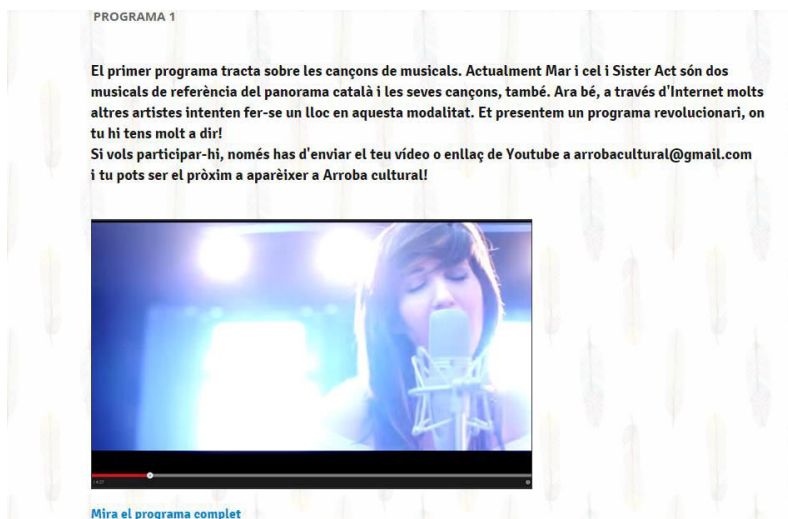 PROGRAMA 1
El primer programa tracta sobre les cançons de musicals. Actualment Mar i cel i Sister Act són dos
musicals de referència del panorama català i les seves cançons, també. Ara bé, a través d'Internet molts
altres artistes intenten fer-se un lloc en aquesta modalitat. Et presentem un programa revolucionari, on
tu hi tens molt a dir!
Si vols participar-hi, només has d'enviar el teu vídeo o enllaç de Youtube a arrobacultural@gmail.com
i tu pots ser el pròxim a aparèixer a Arroba cultural!
Mira el programa complet